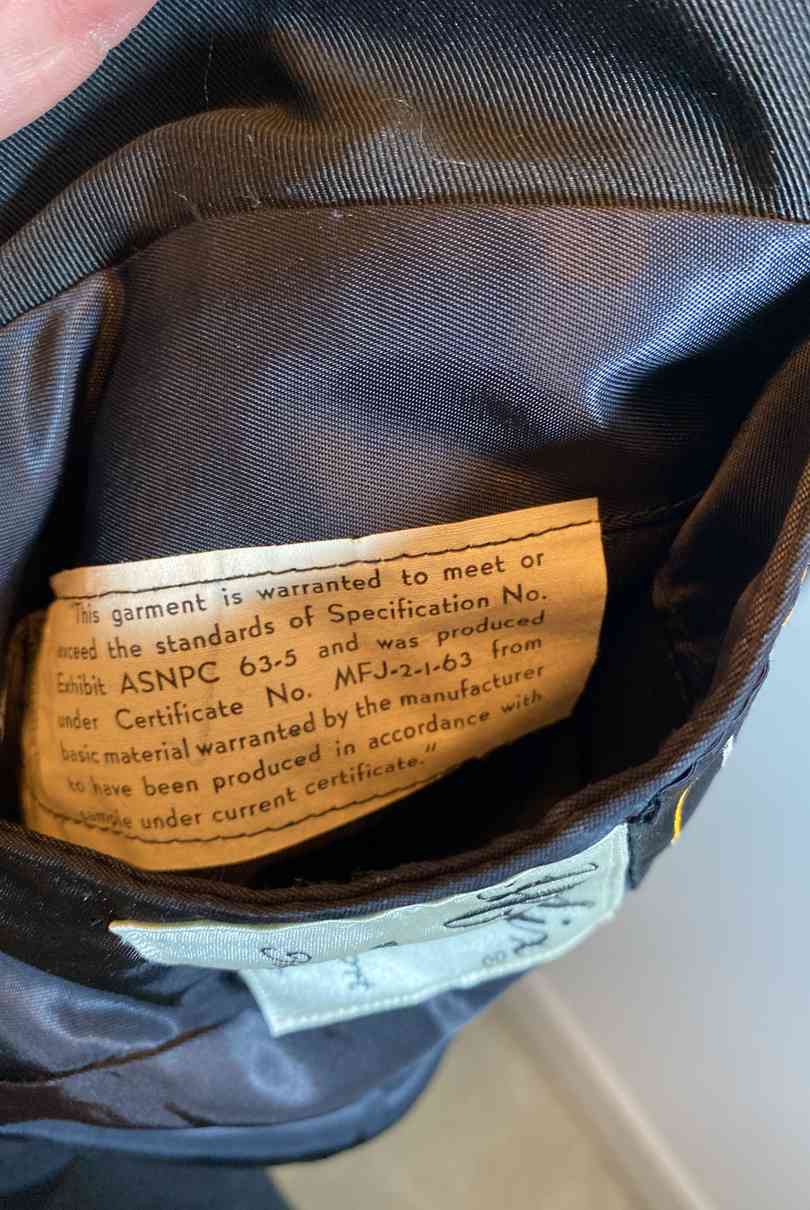 "This garment is warranted to meet or
exceed the standards of Specification No.
Exhibit ASNPC 63-5 and was produced
under Certificate No. MFJ-2-1-63 from
basic material warranted by the manufacturer
to have been produced in accordance with
sample under current certificate."